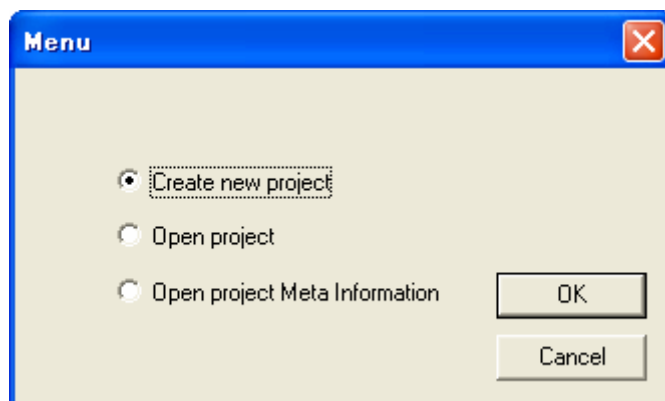 Menu
Create new project
Open project
Open project Meta Information
OK
Cancel